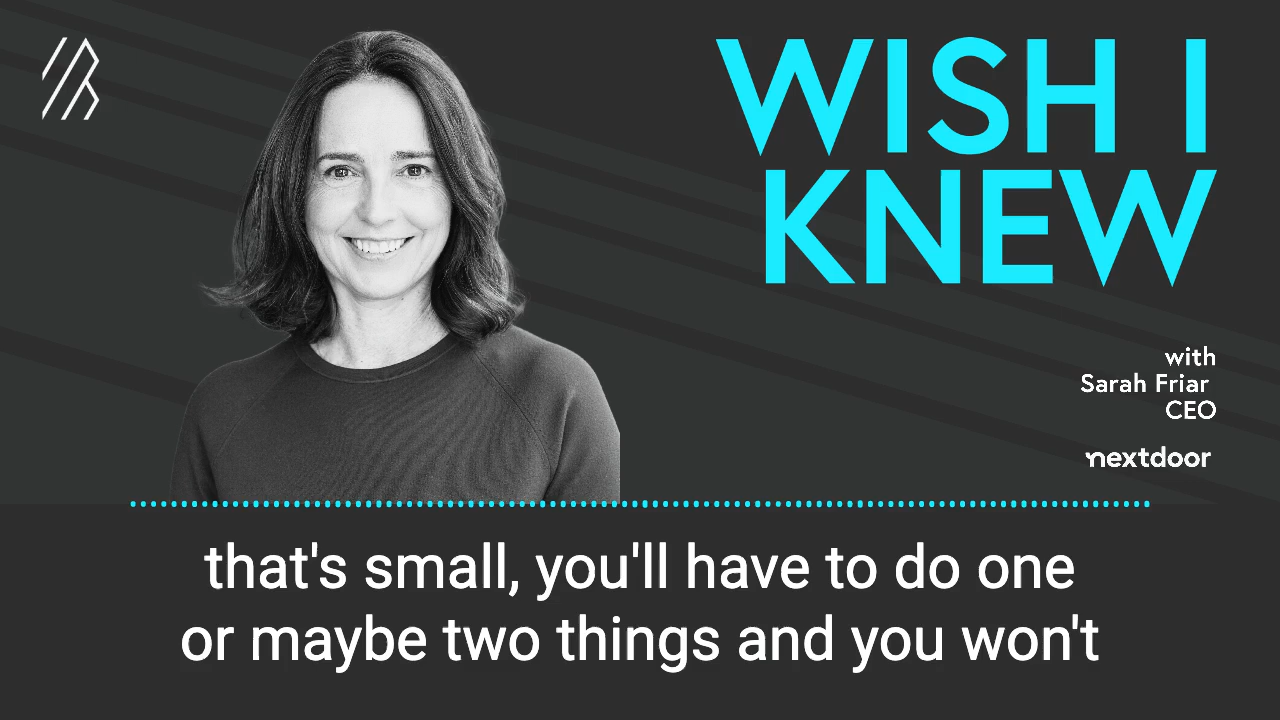 WISH I
KNEW
with
Sarah Friar
CEO
nextdoor
that's small, you'll have to do one
or maybe two things and you won't